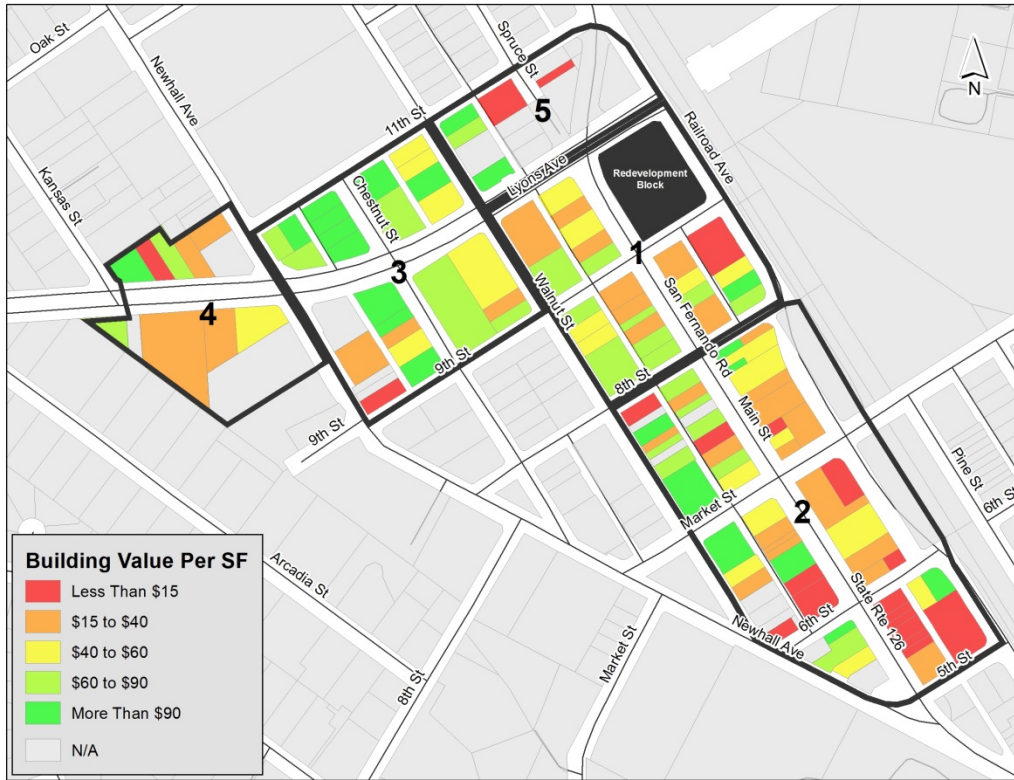 Oak St
Newhall Ave
Spruce St
5
11th St
N
Kansas St
Chestnut St
Lyons Ave
Railroad Ave
Redevelopment
Block
1
3
4
Walnut St
San Fernando Rd
9th St
8th St
9th St
Main St
Pine St
6th St
Market St
2
Arcadia St
State Rte 126
6th St
Newhall Ave
Market St
5th St
8th St
Building Value Per SF
Less Than $15
$15 to $40
$40 to $60
$60 to $90
More Than $90
N/A